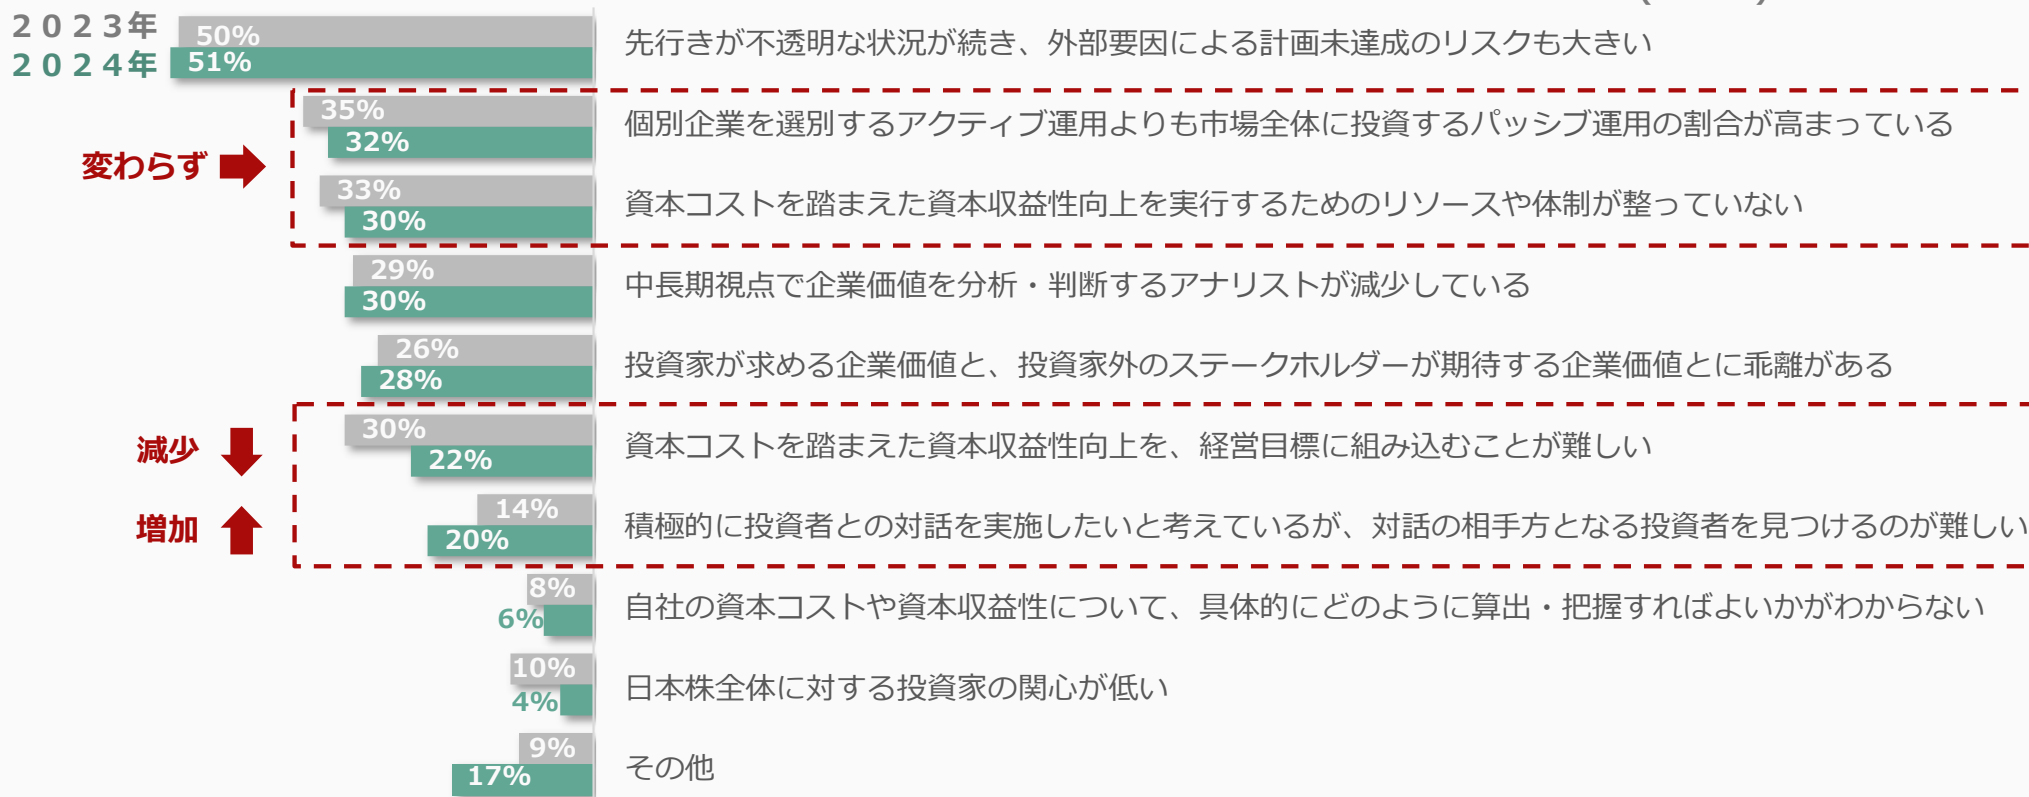 ２０２３年
50%
２０２４年
51%
先行きが不透明な状況が続き、外部要因による計画未達成のリスクも大きい
35%
32%
個別企業を選別するアクティブ運用よりも市場全体に投資するパッシブ運用の割合が高まっている
変わらず
33%
30%
資本コストを踏まえた資本収益性向上を実行するためのリソースや体制が整っていない
29%
30%
中長期視点で企業価値を分析・判断するアナリストが減少している
26%
28%
投資家が求める企業価値と、投資家外のステークホルダーが期待する企業価値とに乖離がある
減少
30%
22%
資本コストを踏まえた資本収益性向上を、経営目標に組み込むことが難しい
増加
14%
20%
積極的に投資者との対話を実施したいと考えているが、対話の相手方となる投資者を見つけるのが難しい
8%
6%
自社の資本コストや資本収益性について、具体的にどのように算出・把握すればよいかがわからない
10%
4%
日本株全体に対する投資家の関心が低い
9%
17%
その他